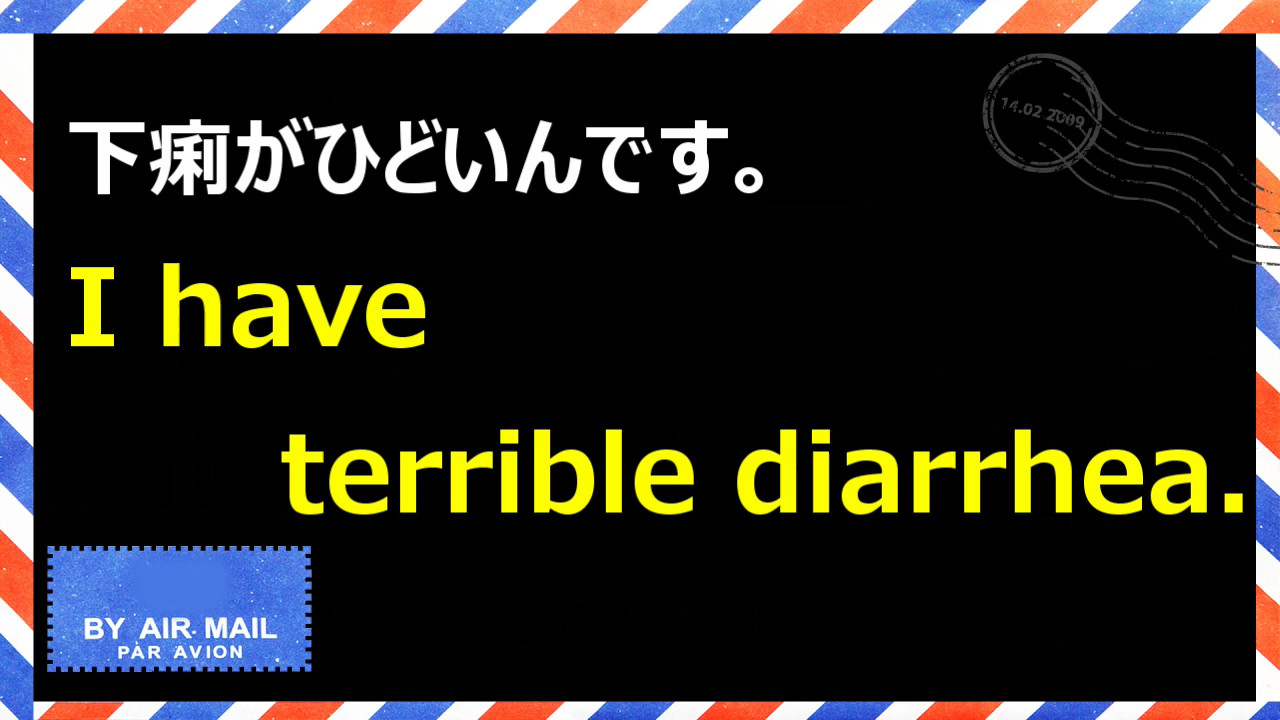 14.02 2009
下痢がひどいんです。
I have
terrible diarrhea.
BY AIR MAIL
PAR AVION